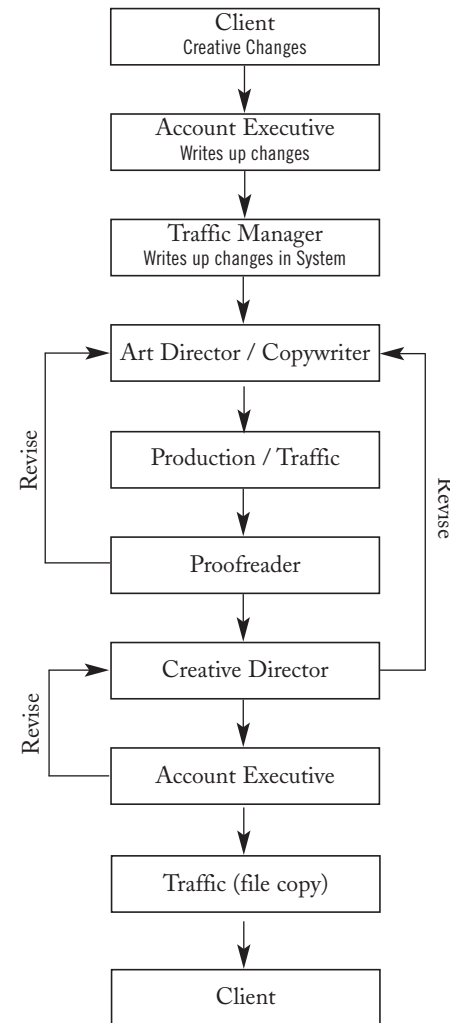 Client
Creative Changes
Account Executive
Writes up changes
Traffic Manager
Writes up changes in System
Art Director / Copywriter
Revise
Production / Traffic
Revise
Proofreader
Creative Director
Revise
Account Executive
Traffic (file copy)
Client